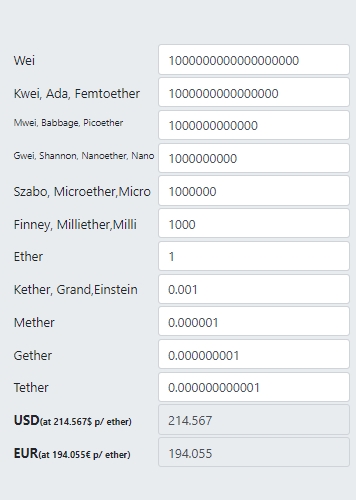 Wei 1000000000000000000
Kwei, Ada, Femtoether 1000000000000000
Mwei, Babbage, Picoether 1000000000000
Gwei, Shannon, Nanoether, Nano 1000000000
Szabo, Microether,Micro 1000000
Finney, Milliether,Milli 1000
Ether 1
Kether, Grand,Einstein 0.001
Mether 0.000001
Gether 0.000000001
Tether 0.000000000001
USD(at 214.567$ p/ ether) 214.567
EUR(at 194.055€ p/ ether) 194.055